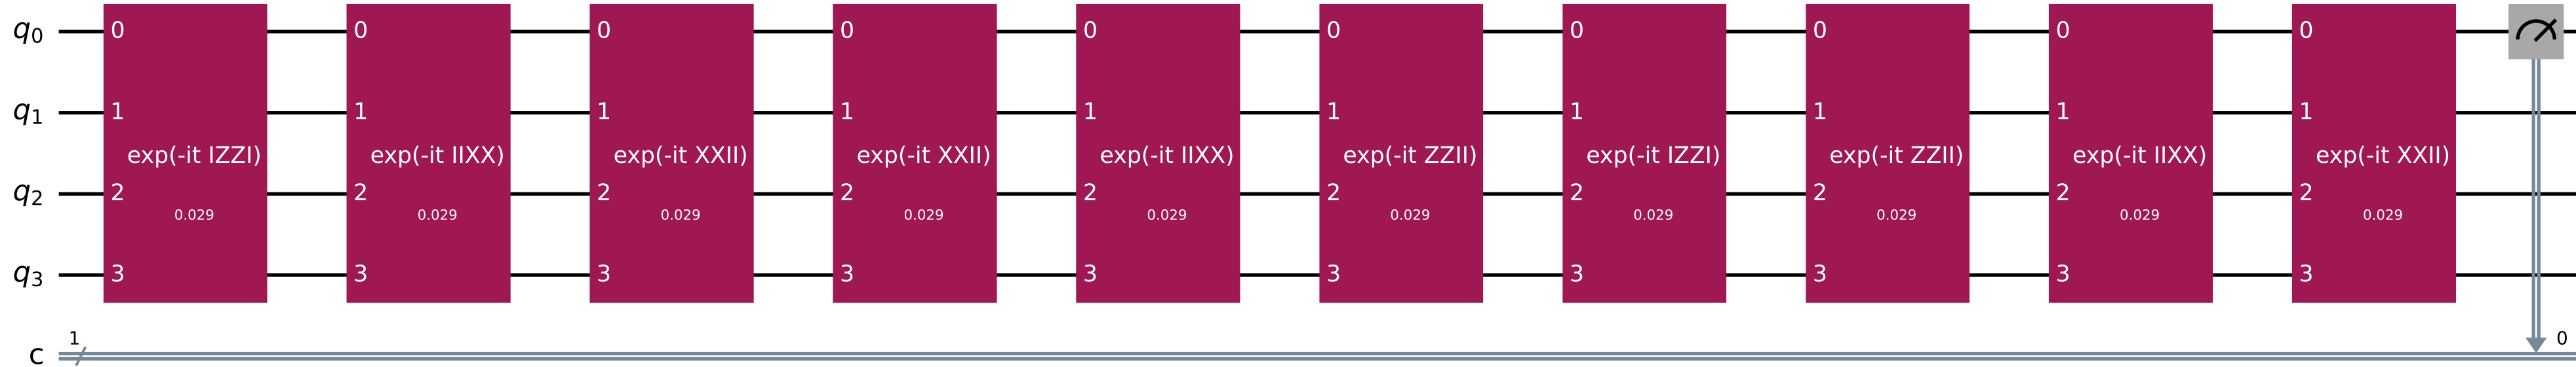 q0 0 0 0 0 0 0 0 0 0 0
q1 1 1 1 1 1 1 1 1 1 1
exp(-it IZZI) exp(-it IIXX) exp(-it XXII) exp(-it XXII) exp(-it IIXX) exp(-it ZZII) exp(-it IZZI) exp(-it ZZII) exp(-it IIXX) exp(-it XXII)
q2 2 2 2 2 2 2 2 2 2 2
0.029 0.029 0.029 0.029 0.029 0.029 0.029 0.029 0.029 0.029
q3 3 3 3 3 3 3 3 3 3 3
1 0
c